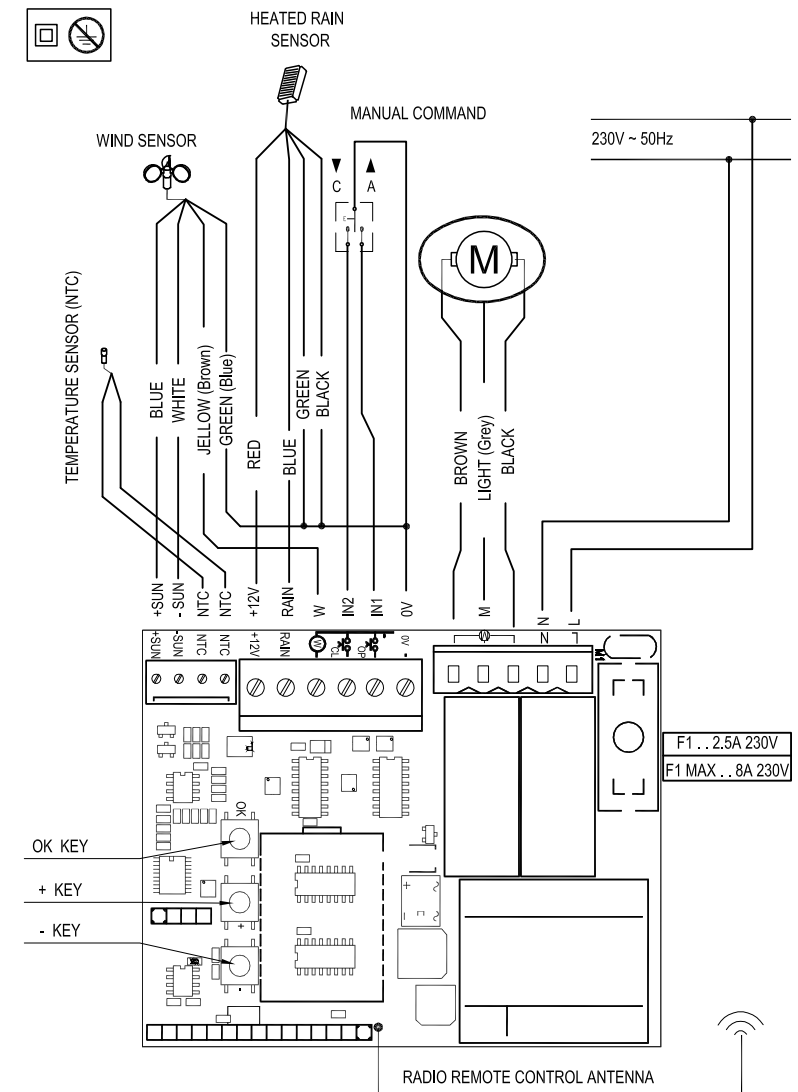 HEATED RAIN
SENSOR
MANUAL COMMAND
WIND SENSOR
230V ~ 50Hz
C
A
M
TEMPERATURE SENSOR (NTC)
BLUE
WHITE
JELLOW (Brown)
GREEN (Blue)
RED
BLUE
GREEN
BLACK
BROWN
LIGHT (Grey)
BLACK
+SUN
- SUN
NTC
NTC
+12V
RAIN
W
IN2
IN1
0V
M
N
L
+SUN
-SUN
NTC
NTC
+12V
RAIN
W
CL
OP
0V -
M
N
L
F1 . . 2.5A 230V
F1 MAX . . 8A 230V
OK
+
-
OK KEY
+ KEY
- KEY
+
-
RADIO REMOTE CONTROL ANTENNA